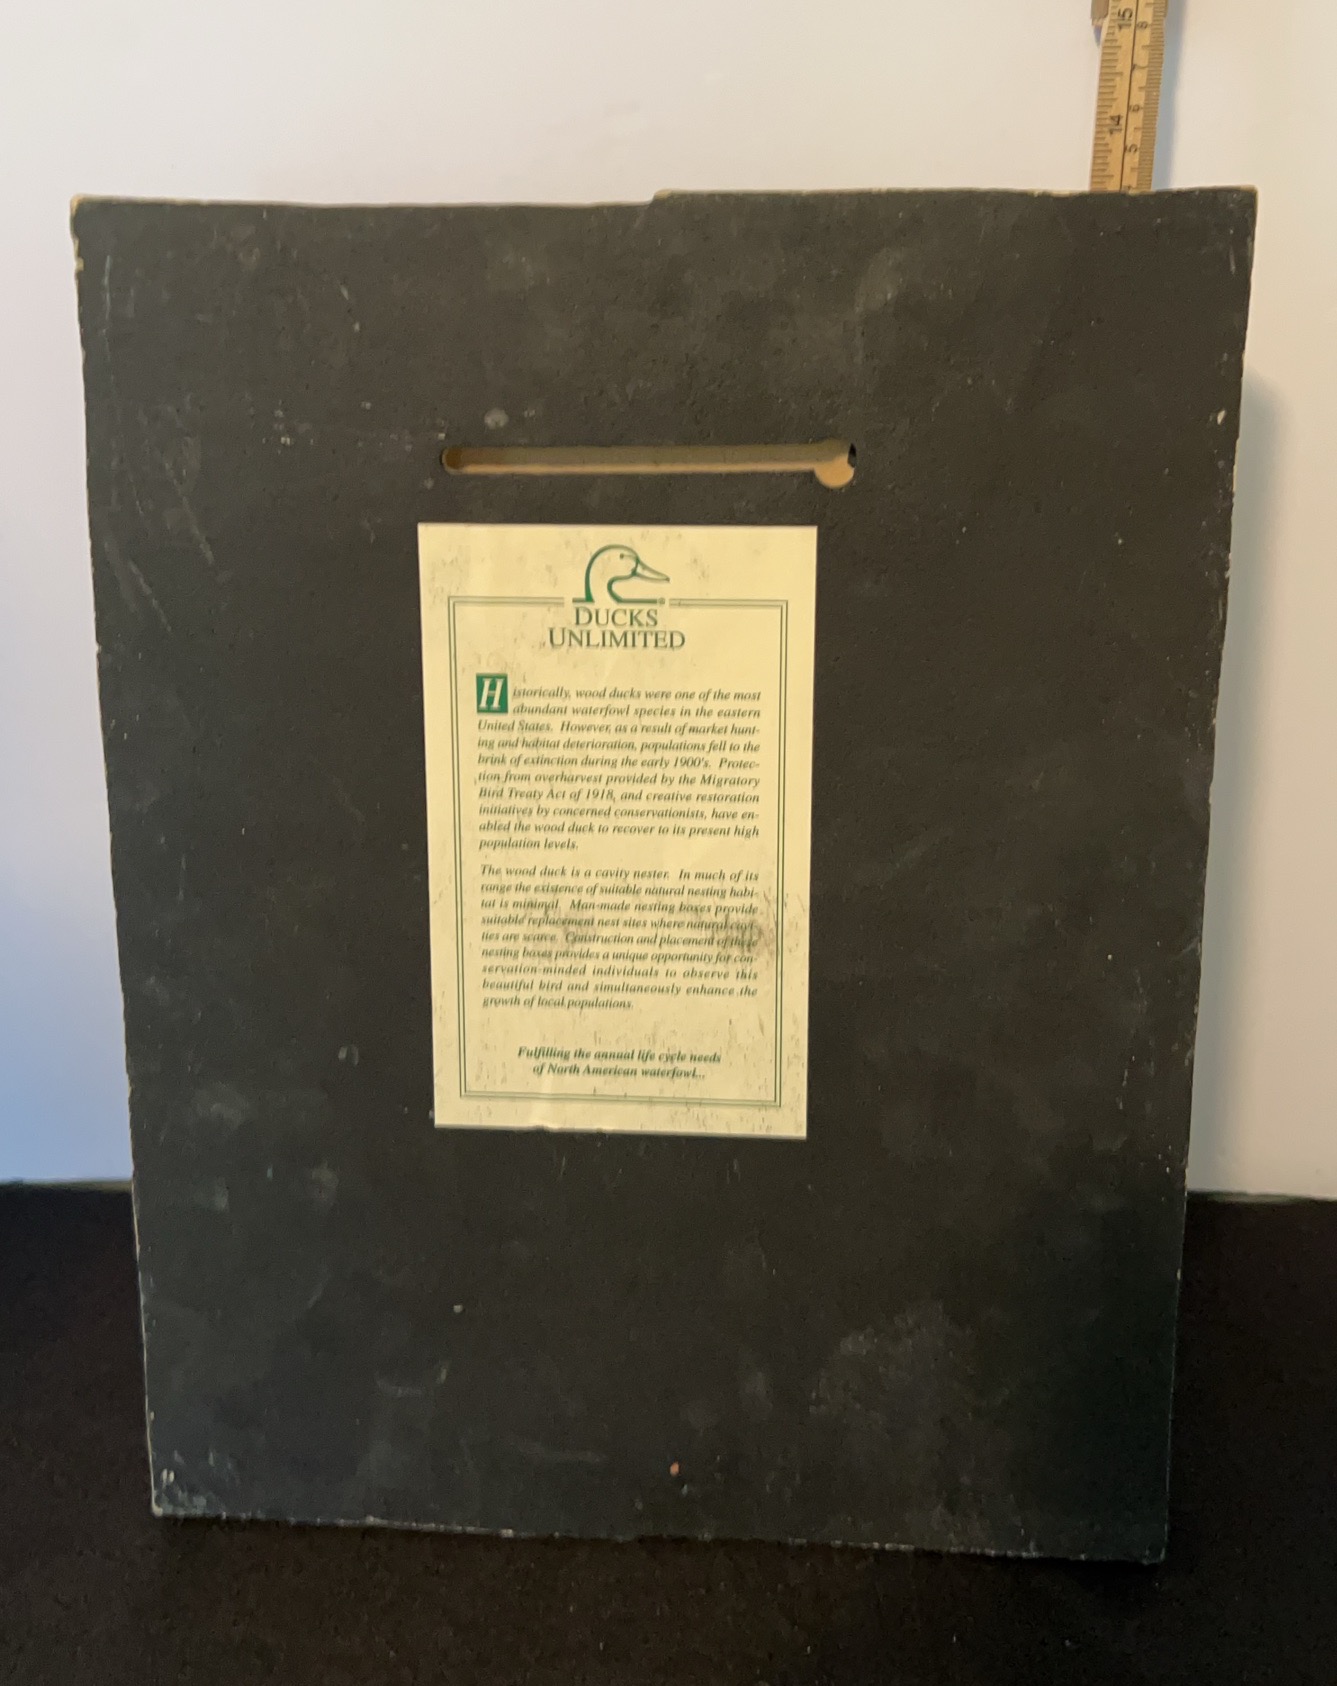 15
8
7
6
14
5
DUCKS
UNLIMITED
Historically, wood ducks were one of the most
abundant waterfowl species in the eastern
United States. However, as a result of market hunt-
ing and habitat deterioration, populations fell to the
brink of extinction during the early 1900's. Protec-
tion from overharvest provided by the Migratory
Bird Treaty Act of 1918, and creative restoration
initiatives by concerned conservationists, have en-
abled the wood duck to recover to its present high
population levels.
The wood duck is a cavity nester. In much of its
range the existence of suitable natural nesting habi-
tat is minimal. Man-made nesting boxes provide
suitable replacement nest sites where natural cavi-
ties are scarce. Construction and placement of these
nesting boxes provides a unique opportunity for con-
servation-minded individuals to observe this
beautiful bird and simultaneously enhance the
growth of local populations.
Fulfilling the annual life cycle needs
of North American waterfowl...